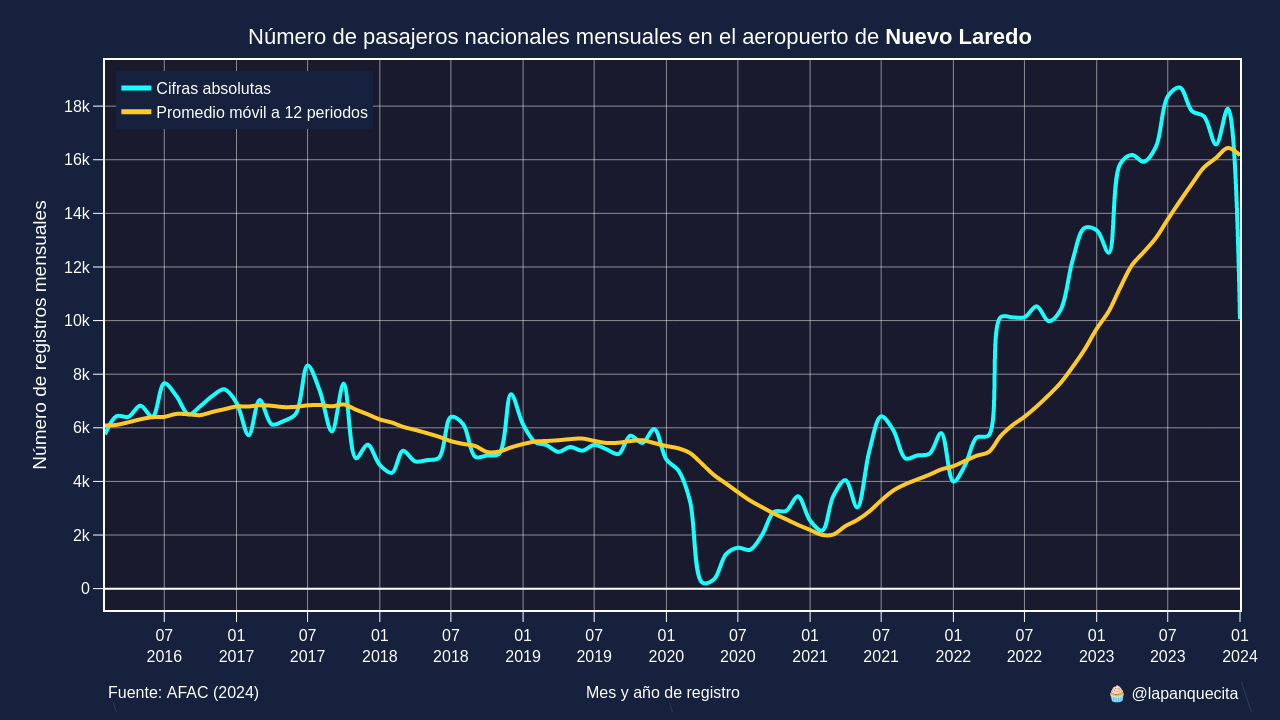 Número de pasajeros nacionales mensuales en el aeropuerto de Nuevo Laredo
Cifras absolutas
Promedio móvil a 12 periodos
Número de registros mensuales
18k
16k
14k
12k
10k
8k
6k
4k
2k
0
07 01 07 01 07 01 07 01 07 01 07 01 07 01 07 01
2016 2017 2017 2018 2018 2019 2019 2020 2020 2021 2021 2022 2022 2023 2023 2024
Fuente: AFAC (2024) Mes y año de registro 🧁 @lapanquecita